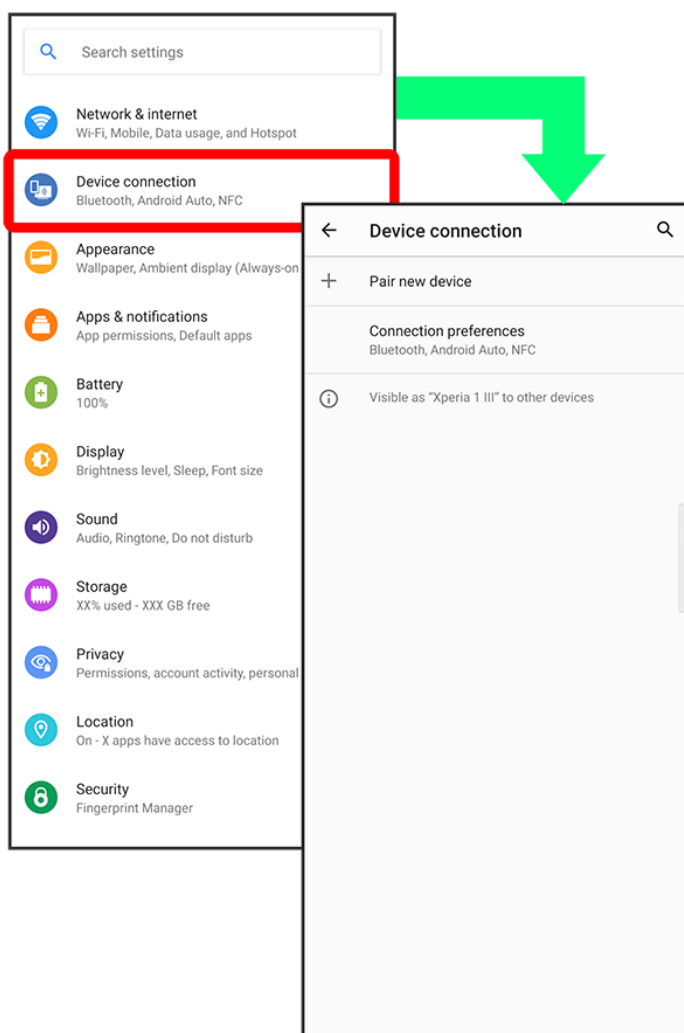 Search settings
Network & internet
Wi-Fi, Mobile, Data usage, and Hotspot
Device connection
Bluetooth, Android Auto, NFC
Appearance
Wallpaper, Ambient display (Always-on
Apps & notifications
App permissions, Default apps
Battery
100%
Display
Brightness level, Sleep, Font size
Sound
Audio, Ringtone, Do not disturb
Storage
XX% used - XXX GB free
Privacy
Permissions, account activity, personal
Location
On - X apps have access to location
Security
Fingerprint Manager
Device connection
Pair new device
Connection preferences
Bluetooth, Android Auto, NFC
Visible as “Xperia 1 III” to other devices